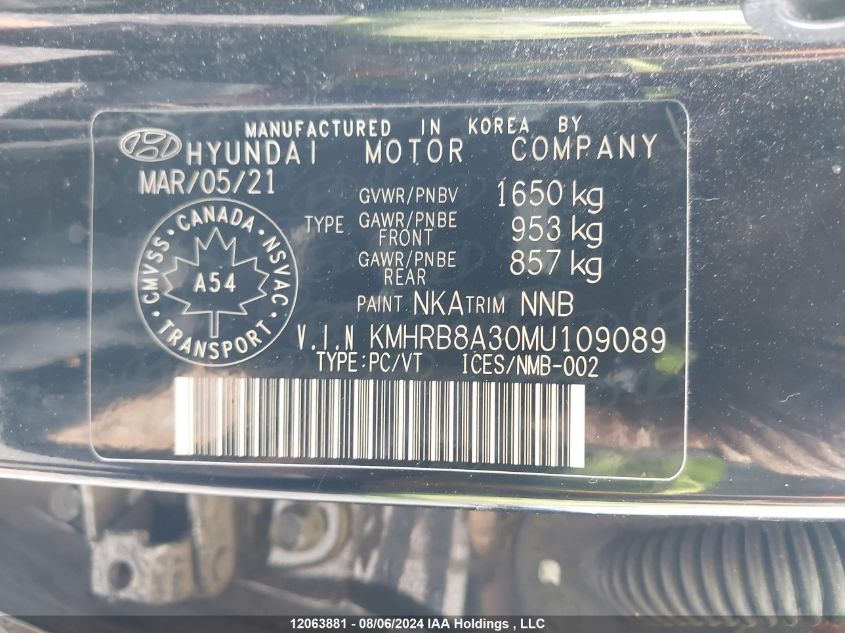 MANUFACTURED IN KOREA BY
HYUNDAI MOTOR COMPANY
MAR/05/21
GVWR/PNBV 1650 kg
TYPE GAWR/PNBE FRONT 953 kg
GAWR/PNBE REAR 857 kg
CANADA
CMVSS NSVAC
A54
TRANSPORT
PAINT NKA TRIM NNB
V.I.N KMHRB8A30MU109089
TYPE:PC/VT ICES/NMB-002
12063881 - 08/06/2024 IAA Holdings , LLC